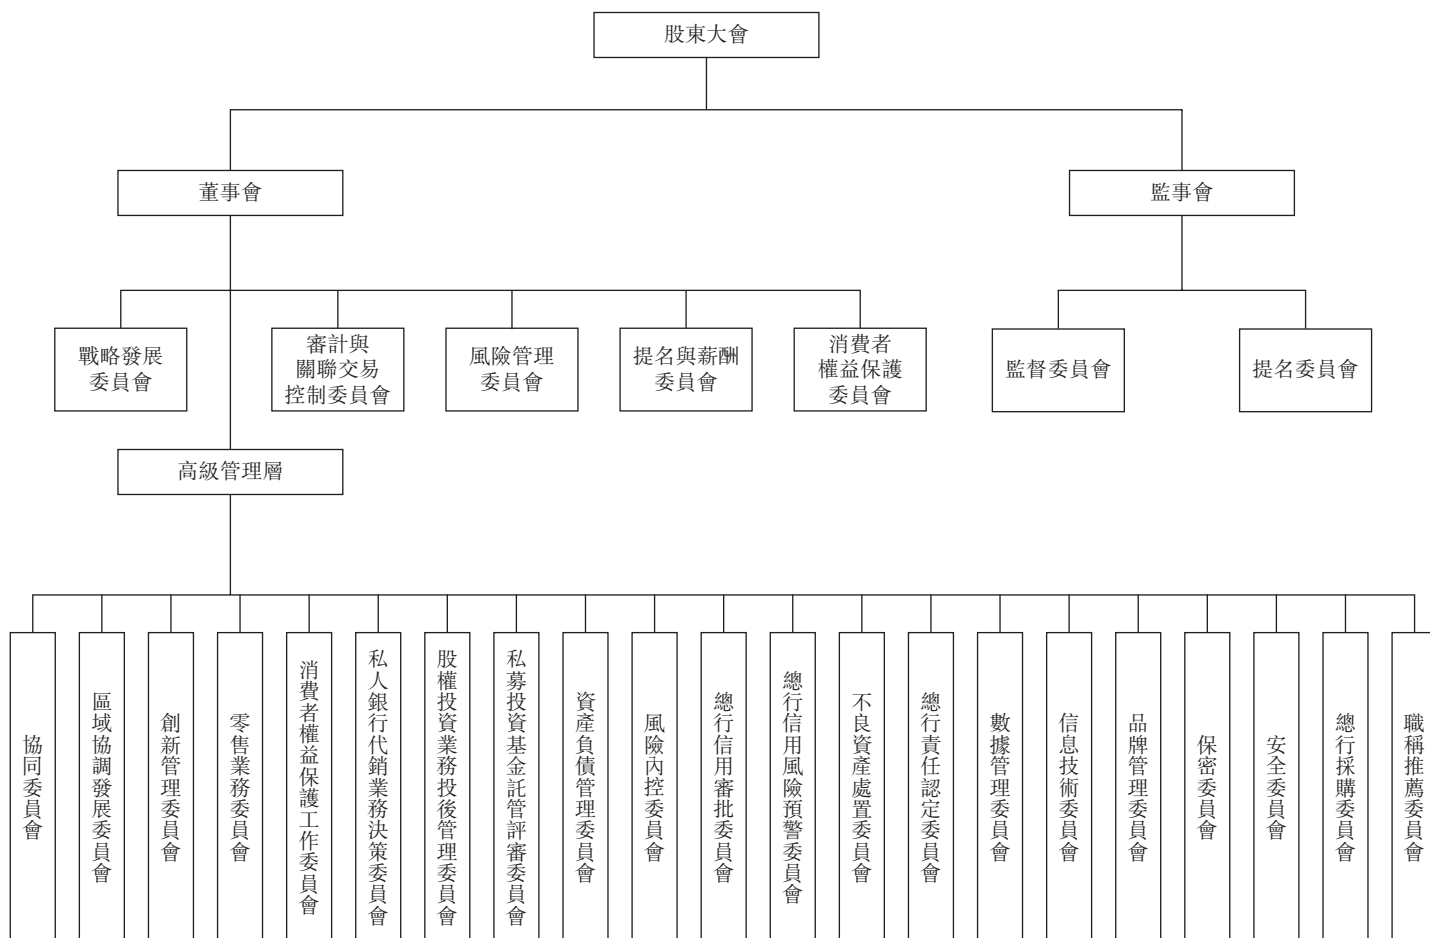 股東大會
董事會
監事會
戰略發展
委員會
審計與
關聯交易
控制委員會
風險管理
委員會
提名與薪酬
委員會
消費者
權益保護
委員會
監督委員會
提名委員會
高級管理層
協同委員會
區域協調發展委員會
創新管理委員會
零售業務委員會
消費者權益保護工作委員會
私人銀行代銷業務決策委員會
股權投資業務投後管理委員會
私募投資基金託管評審委員會
資產負債管理委員會
風險內控委員會
總行信用審批委員會
總行信用風險預警委員會
不良資產處置委員會
總行責任認定委員會
數據管理委員會
信息技術委員會
品牌管理委員會
保密委員會
安全委員會
總行採購委員會
職稱推薦委員會